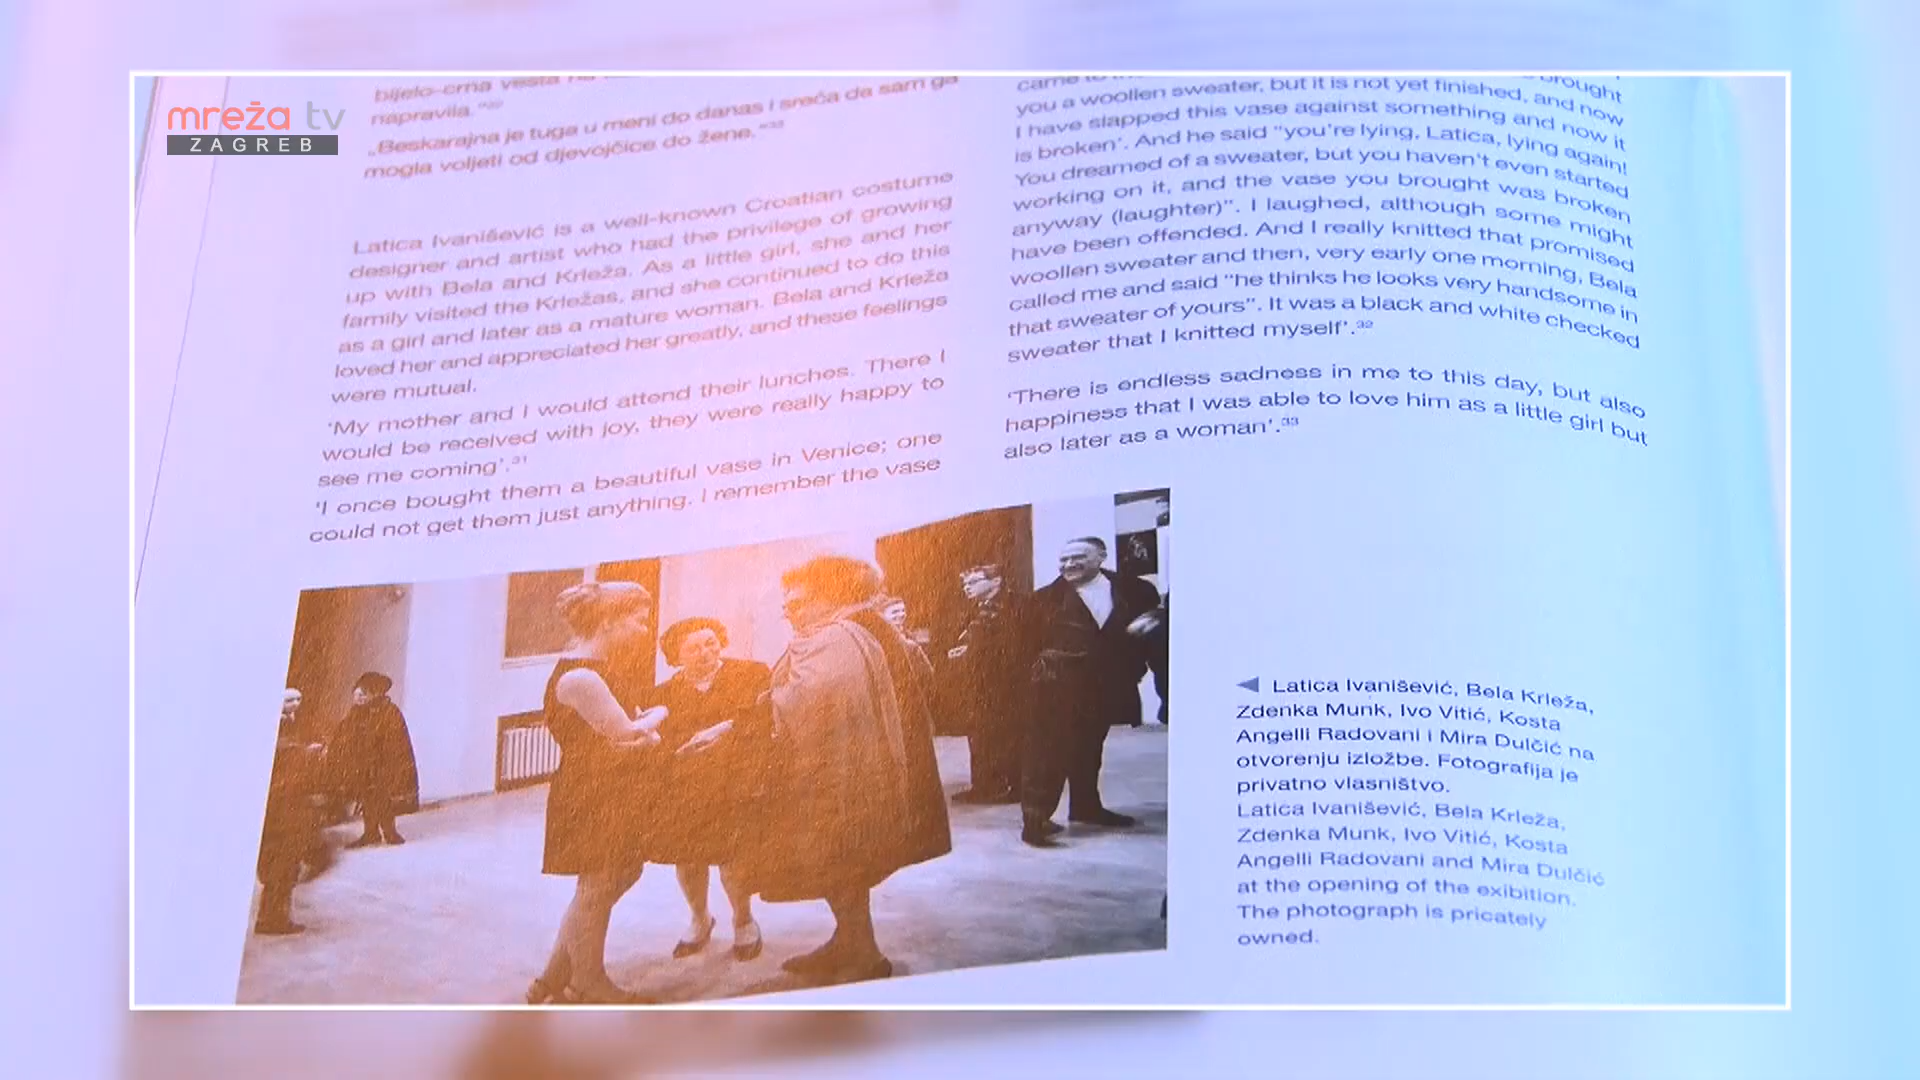 mreža tv
ZAGREB
bijelo-crna vesta
napravila."³²
„Beskarajna je tuga u meni do danas i sreća da sam ga
mogla voljeti od djevojčice do žene."³³
Latica Ivanišević is a well-known Croatian costume
designer and artist who had the privilege of growing
up with Bela and Krleža. As a little girl, she and her
family visited the Krležas, and she continued to do this
as a girl and later as a mature woman. Bela and Krleža
loved her and appreciated her greatly, and these feelings
were mutual.
'My mother and I would attend their lunches. There I
would be received with joy, they were really happy to
see me coming'.³¹
'I once bought them a beautiful vase in Venice; one
could not get them just anything. I remember the vase
came to brought
you a woollen sweater, but it is not yet finished, and now
I have slapped this vase against something and now it
is broken'. And he said "you're lying, Latica, lying again!
You dreamed of a sweater, but you haven't even started
working on it, and the vase you brought was broken
anyway (laughter)". I laughed, although some might
have been offended. And I really knitted that promised
woollen sweater and then, very early one morning, Bela
called me and said "he thinks he looks very handsome in
that sweater of yours". It was a black and white checked
sweater that I knitted myself'.³²
'There is endless sadness in me to this day, but also
happiness that I was able to love him as a little girl but
also later as a woman'.³³
Latica Ivanišević, Bela Krleža,
Zdenka Munk, Ivo Vitić, Kosta
Angelli Radovani i Mira Dulčić na
otvorenju izložbe. Fotografija je
privatno vlasništvo.
Latica Ivanišević, Bela Krleža,
Zdenka Munk, Ivo Vitić, Kosta
Angelli Radovani and Mira Dulčić
at the opening of the exibition.
The photograph is pricately
owned.